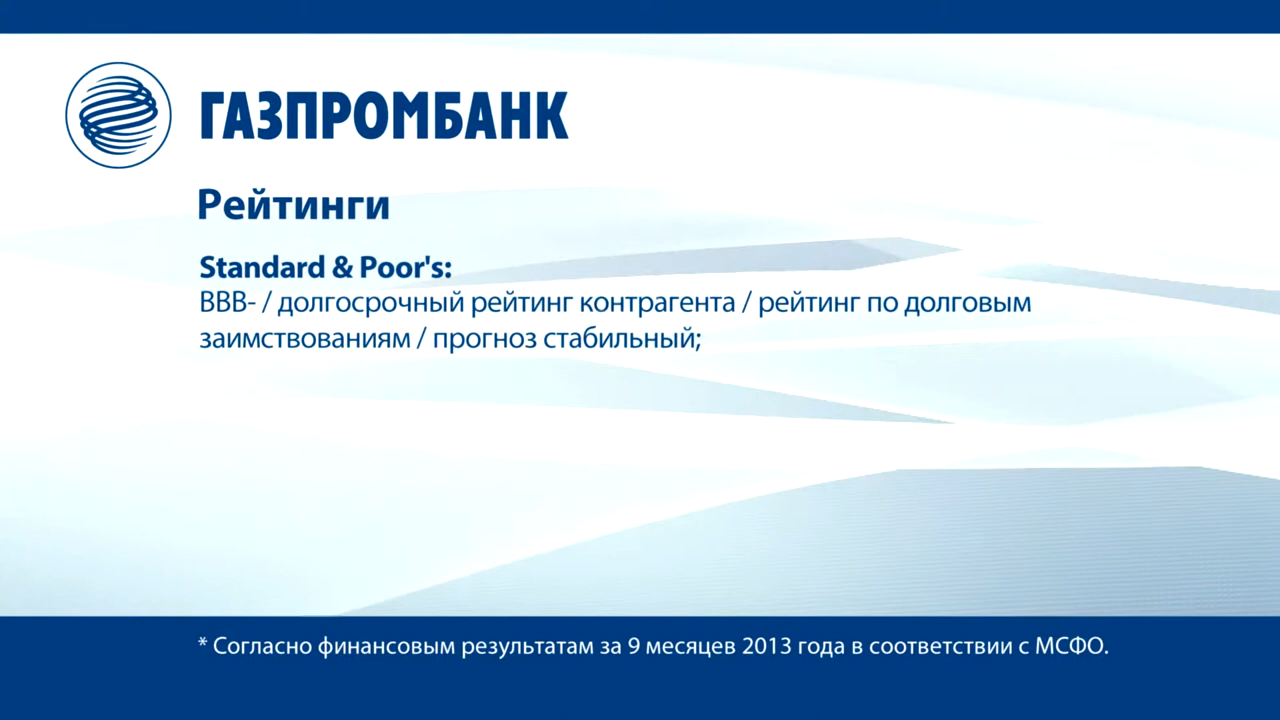 ГАЗПРОМБАНК
Рейтинги
Standard & Poor's:
BBB- / долгосрочный рейтинг контрагента / рейтинг по долговым
заимствованиям / прогноз стабильный;
* Согласно финансовым результатам за 9 месяцев 2013 года в соответствии с МСФО.